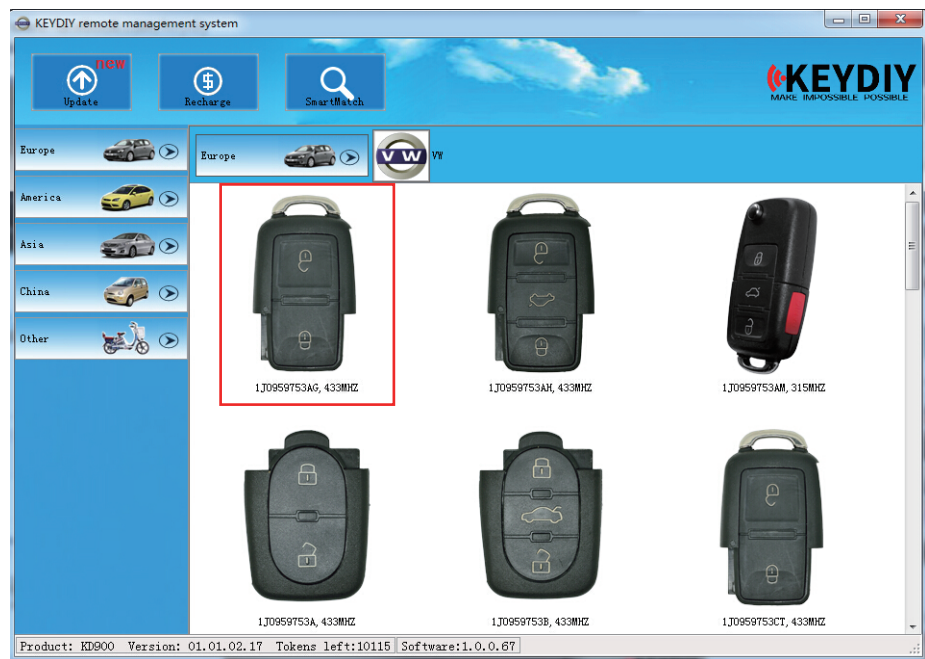 KEYDIY remote management system
new
Update
Recharge
SmartMatch
KEYDIY
MAKE IMPOSSIBLE POSSIBLE
Europe
America
Asia
China
Other
Europe
VW
VW
1J0959753AG, 433MHZ
1J0959753AH, 433MHZ
1J0959753AM, 315MHZ
1J0959753A, 433MHZ
1J0959753B, 433MHZ
1J0959753CT, 433MHZ
Product: KD900 Version: 01.01.02.17 Tokens left:10115 Software:1.0.0.67